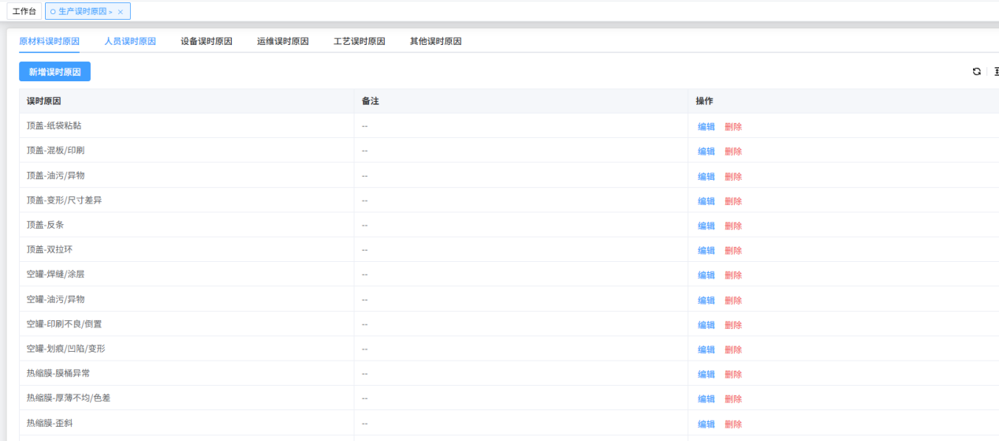 工作台 生产误时原因 > ×
原材料误时原因 人员误时原因 设备误时原因 运维误时原因 工艺误时原因 其他误时原因
新增误时原因
误时原因 备注 操作
顶盖-纸袋粘黏 -- 编辑 删除
顶盖-混板/印刷 -- 编辑 删除
顶盖-油污/异物 -- 编辑 删除
顶盖-变形/尺寸差异 -- 编辑 删除
顶盖-反条 -- 编辑 删除
顶盖-双拉环 -- 编辑 删除
空罐-焊缝/涂层 -- 编辑 删除
空罐-油污/异物 -- 编辑 删除
空罐-印刷不良/倒置 -- 编辑 删除
空罐-划痕/凹陷/变形 -- 编辑 删除
热缩膜-膜桶异常 -- 编辑 删除
热缩膜-厚薄不均/色差 -- 编辑 删除
热缩膜-歪斜 -- 编辑 删除